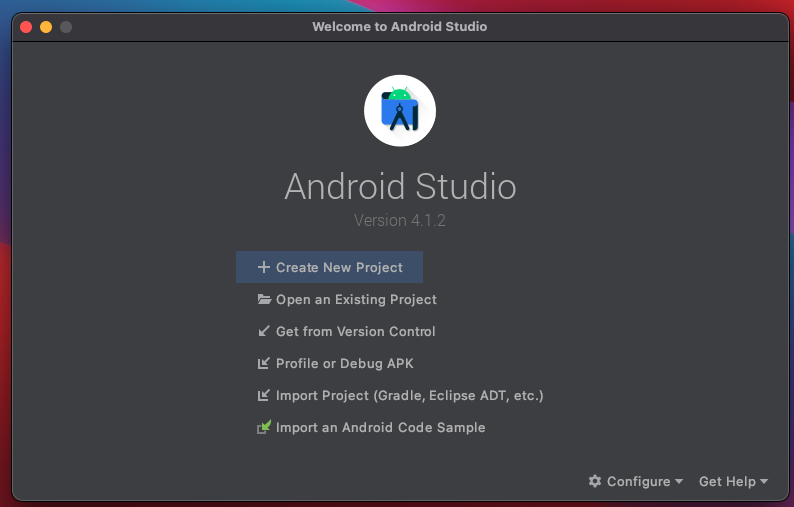 Welcome to Android Studio
Android Studio
Version 4.1.2
Create New Project
Open an Existing Project
Get from Version Control
Profile or Debug APK
Import Project (Gradle, Eclipse ADT, etc.)
Import an Android Code Sample
Configure Get Help